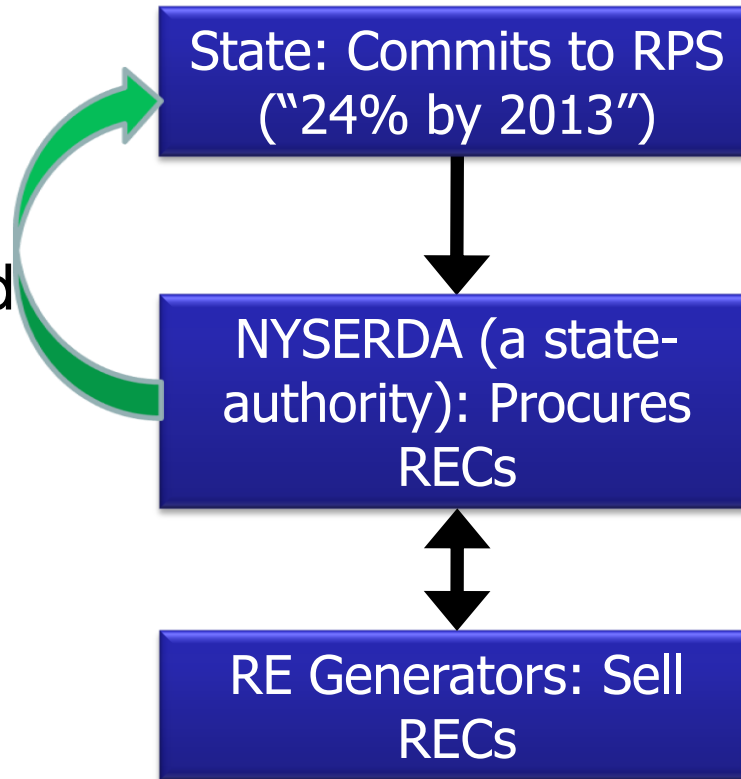 State: Commits to RPS
(“24% by 2013”)
d
NYSERDA (a state-
authority): Procures
RECs
RE Generators: Sell
RECs